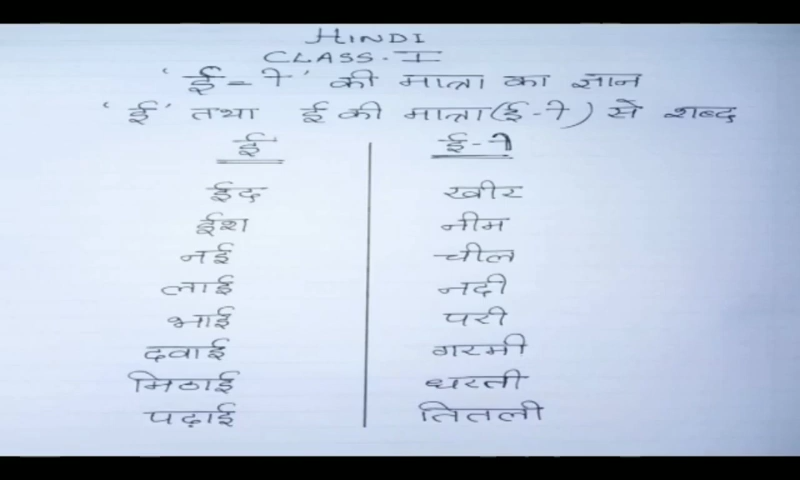 HINDI
CLASS-I
'ई = ी' की मात्रा का ज्ञान
'ई' तथा ई की मात्रा (ई-ी) से शब्द
ई ई-ी
ईद खीर
ईश नीम
नई चील
लाई नदी
भाई परी
दवाई गरमी
मिठाई धरती
पढ़ाई तितली